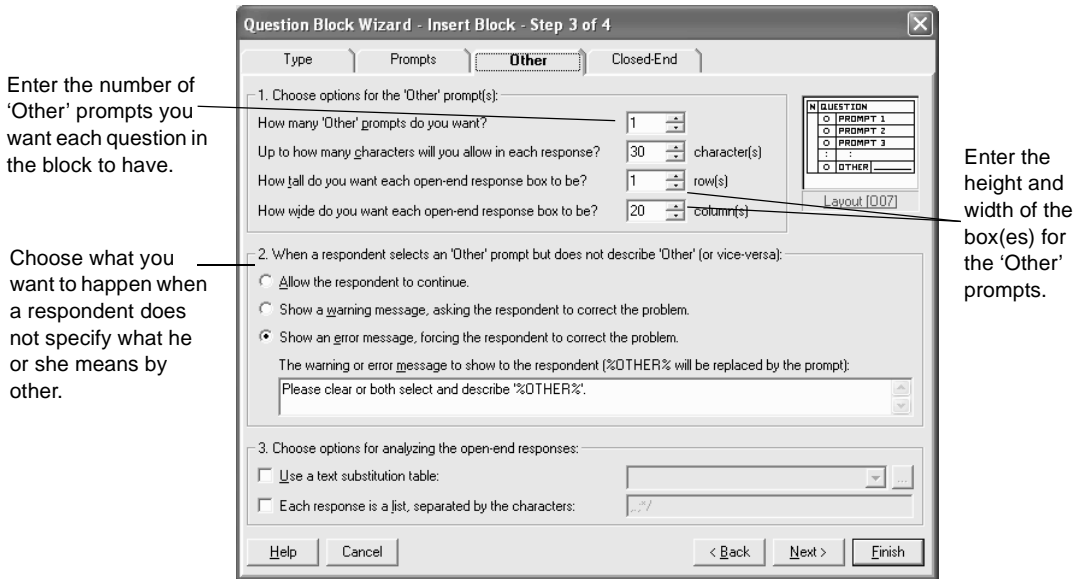 Question Block Wizard - Insert Block - Step 3 of 4
Type
Prompts
Other
Closed-End
Enter the number of
‘Other’ prompts you
want each question in
the block to have.
1. Choose options for the 'Other' prompt(s):
How many 'Other' prompts do you want?
1
Up to how many characters will you allow in each response?
30
character(s)
How tall do you want each open-end response box to be?
1
row(s)
How wide do you want each open-end response box to be?
20
column(s)
N QUESTION
O PROMPT 1
O PROMPT 2
O PROMPT 3
: :
O OTHER
Layout [O07]
Enter the
height and
width of the
box(es) for
the ‘Other’
prompts.
Choose what you
want to happen when
a respondent does
not specify what he
or she means by
other.
2. When a respondent selects an 'Other' prompt but does not describe 'Other' (or vice-versa):
Allow the respondent to continue.
Show a warning message, asking the respondent to correct the problem.
Show an error message, forcing the respondent to correct the problem.
The warning or error message to show to the respondent (%OTHER% will be replaced by the prompt):
Please clear or both select and describe '%OTHER%'.
3. Choose options for analyzing the open-end responses:
Use a text substitution table:
...
Each response is a list, separated by the characters:
Help
Cancel
< Back
Next >
Finish